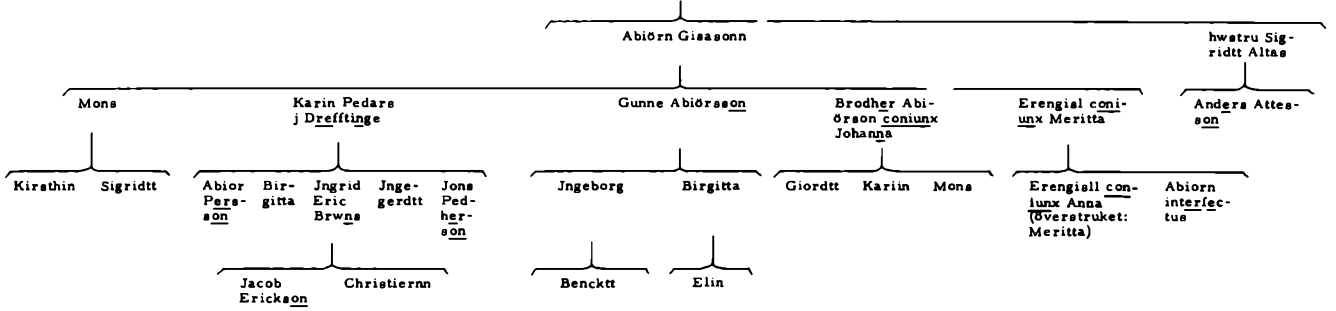 Abiörn Gisasonn
hwstru Sig-
ridtt Altas
Mons
Karin Pedars
j Drefftinge
Gunne Abiörsson
Brodher Abi-
örson coniunx
Johanna
Erengisl coni-
unx Meritta
Anders Attes-
son
Kirsthin Sigridtt
Abior
Pers-
son
Bir-
gitta
Jngrid
Eric
Brwns
Jnge-
gerdtt
Jons
Ped-
her-
son
Jngeborg
Birgitta
Giordtt Kariin Mons
Erengisll con-
iunx Anna
(överstruket:
Meritta)
Abiorn
interfec-
tus
Jacob
Erickson
Christiernn
Bencktt
Elin